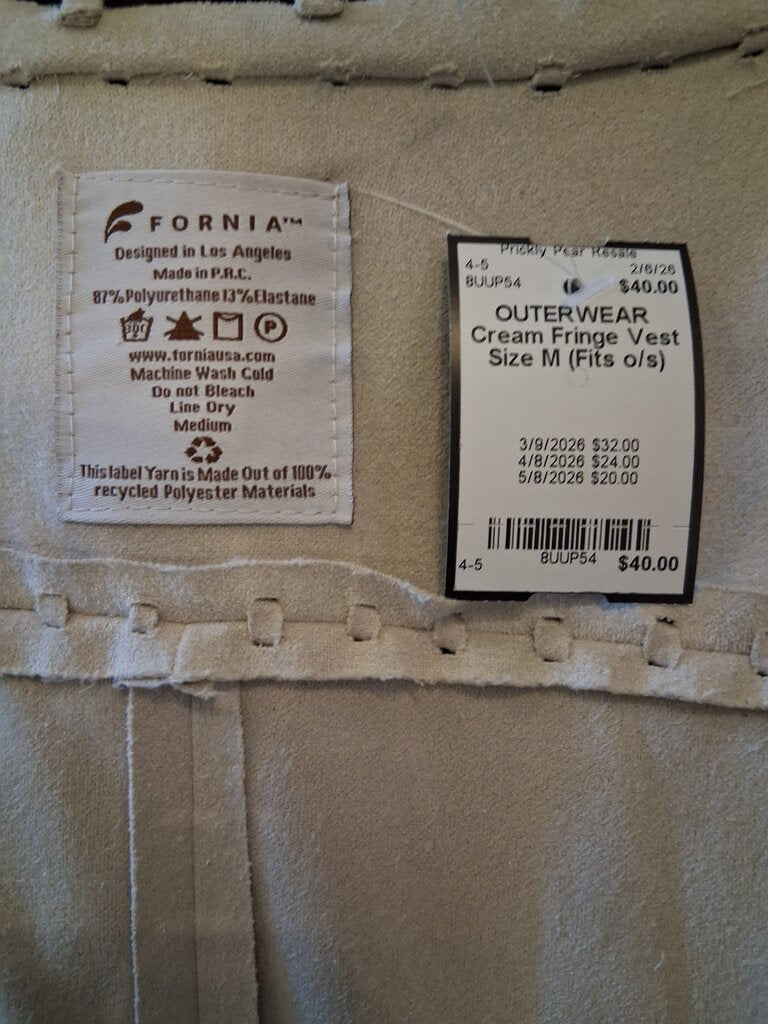 FORNIA™
Designed in Los Angeles
Made in P.R.C.
87%Polyurethane 13%Elastane
www.forniausa.com
Machine Wash Cold
Do not Bleach
Line Dry
Medium
This label Yarn is Made Out of 100%
recycled Polyester Materials
Prickly Pear Resale
4-5 2/6/26
8UUP54 $40.00
OUTERWEAR
Cream Fringe Vest
Size M (Fits o/s)
3/9/2026 $32.00
4/8/2026 $24.00
5/8/2026 $20.00
8UUP54
4-5 $40.00